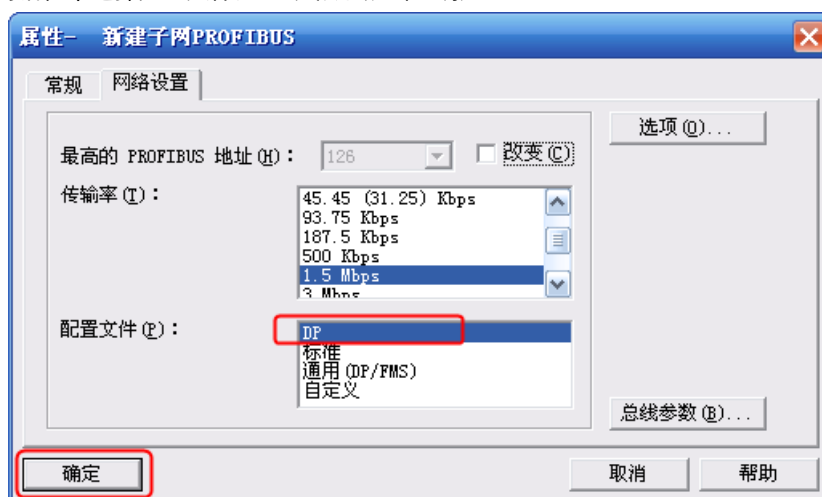 属性- 新建子网PROFIBUS
常规 网络设置
选项(O)...
最高的 PROFIBUS 地址(H): 126 改变(C)
传输率(T):
45.45 (31.25) Kbps
93.75 Kbps
187.5 Kbps
500 Kbps
1.5 Mbps
3 Mbps
配置文件(P):
DP
标准
通用(DP/FMS)
自定义
总线参数(B)...
确定 取消 帮助